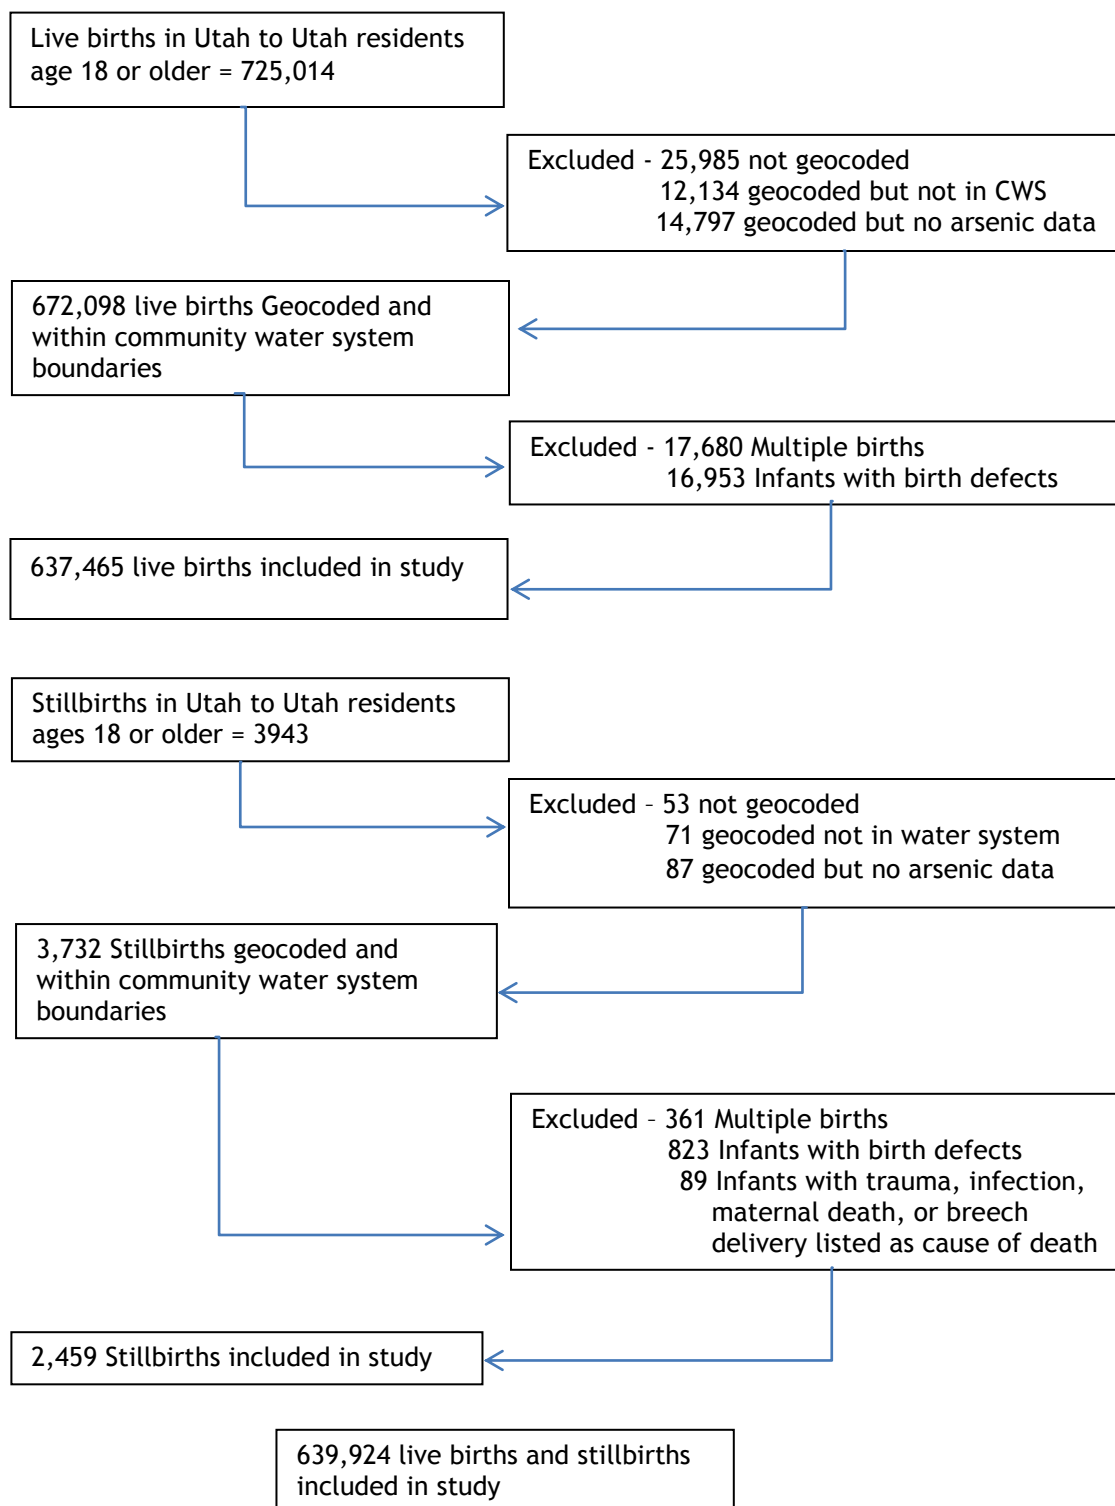 Live births in Utah to Utah residents
age 18 or older = 725,014
Excluded - 25,985 not geocoded
12,134 geocoded but not in CWS
14,797 geocoded but no arsenic data
672,098 live births Geocoded and
within community water system
boundaries
Excluded - 17,680 Multiple births
16,953 Infants with birth defects
637,465 live births included in study
Stillbirths in Utah to Utah residents
ages 18 or older = 3943
Excluded – 53 not geocoded
71 geocoded not in water system
87 geocoded but no arsenic data
3,732 Stillbirths geocoded and
within community water system
boundaries
Excluded – 361 Multiple births
823 Infants with birth defects
89 Infants with trauma, infection,
maternal death, or breech
delivery listed as cause of death
2,459 Stillbirths included in study
639,924 live births and stillbirths
included in study